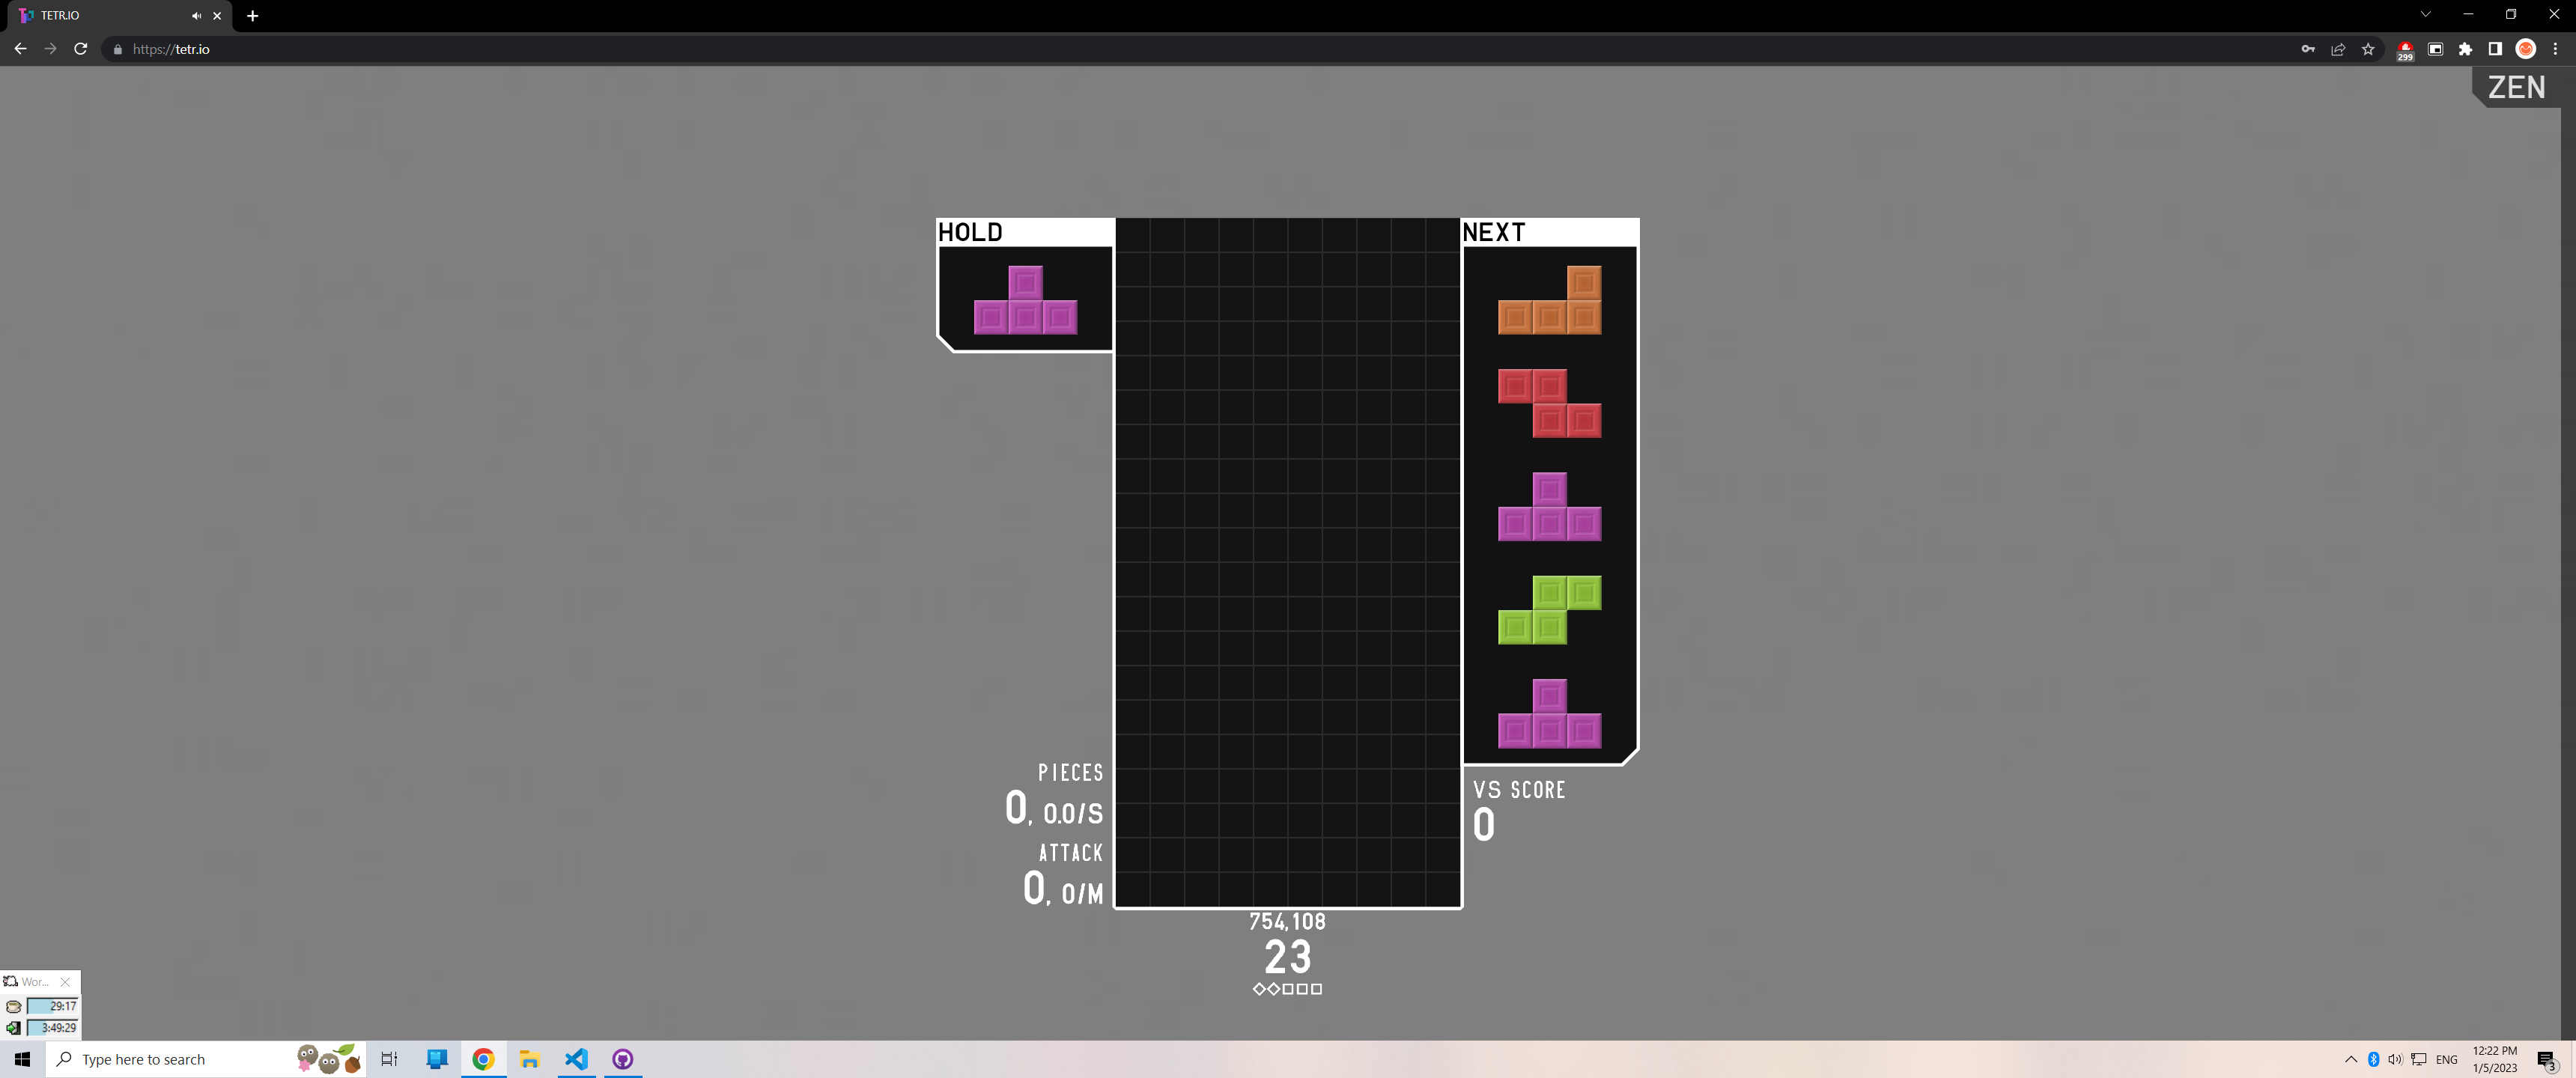 TETR.IO
https://tetr.io
299
ZEN
HOLD
NEXT
PIECES
0, 0.0/S
ATTACK
0, 0/M
VS SCORE
0
754,108
23
Wor...
29:17
3:49:29
Type here to search
ENG
12:22 PM
1/5/2023
3